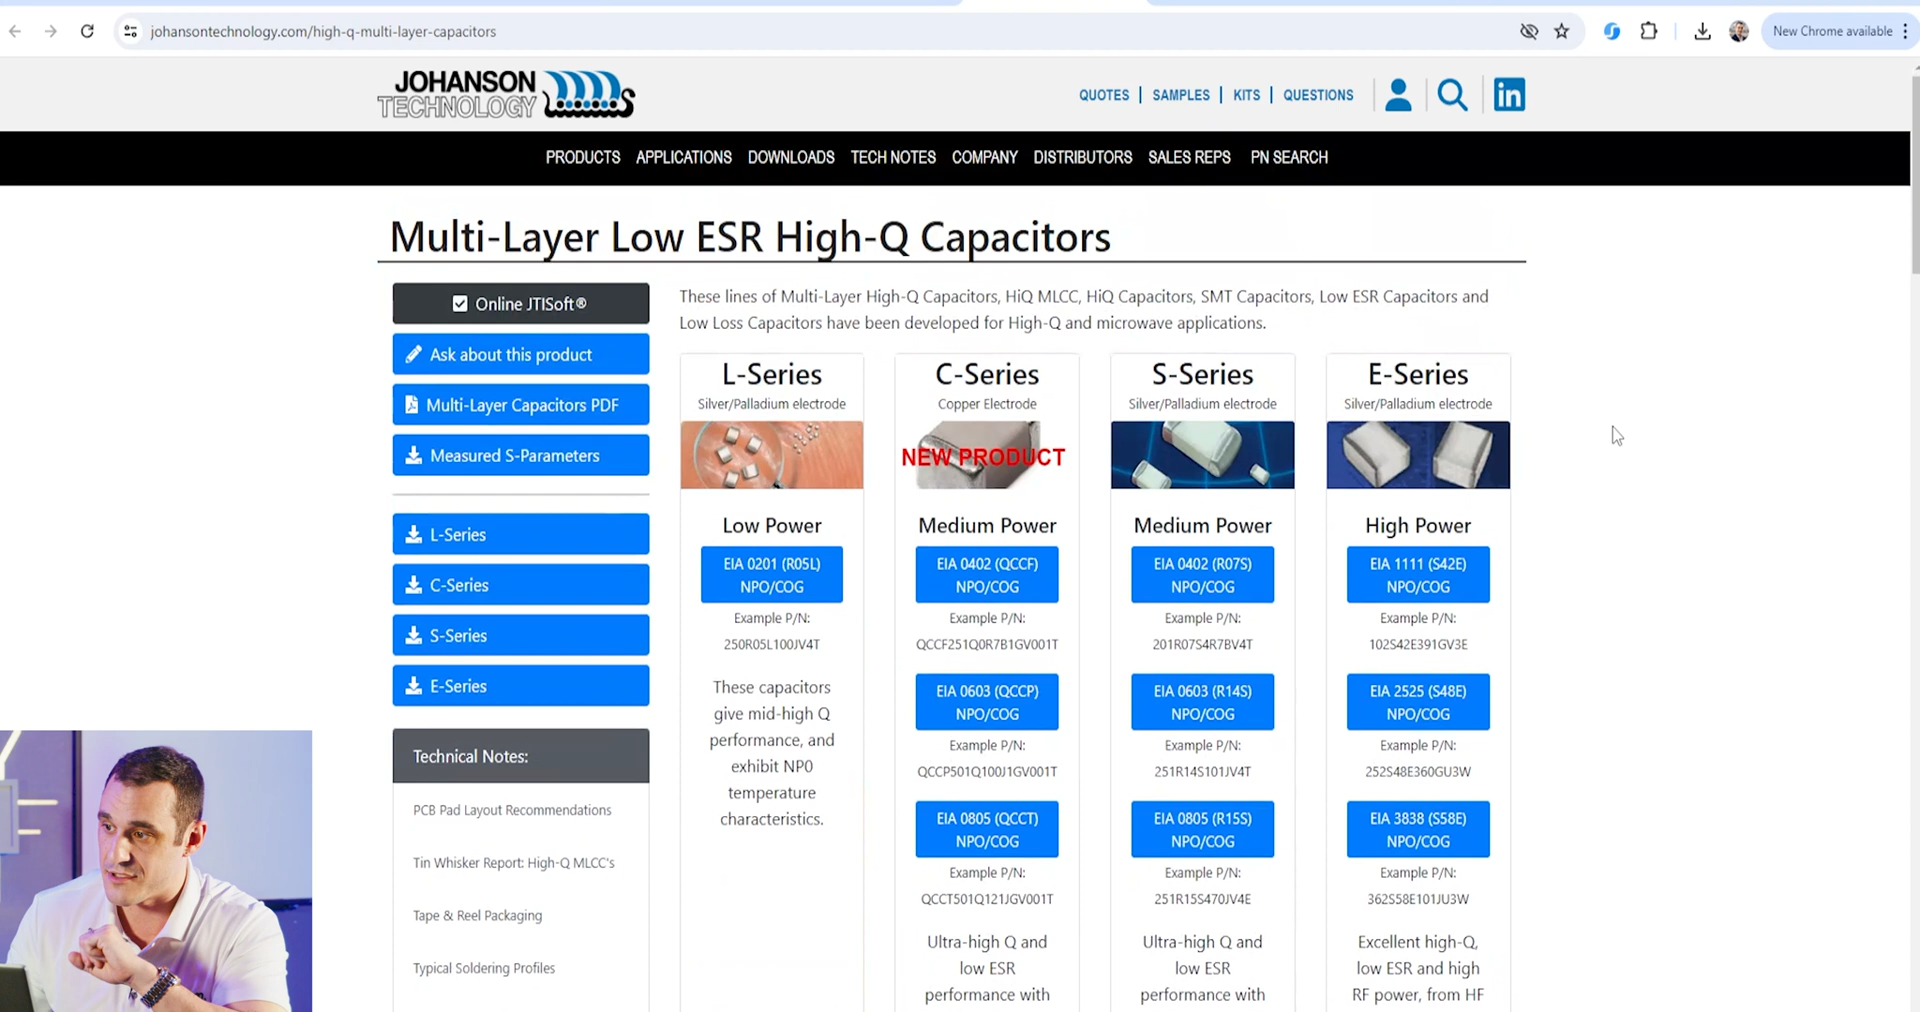 johansontechnology.com/high-q-multi-layer-capacitors
New Chrome available
JOHANSON
TECHNOLOGY
QUOTES | SAMPLES | KITS | QUESTIONS
in
PRODUCTS APPLICATIONS DOWNLOADS TECH NOTES COMPANY DISTRIBUTORS SALES REPS PN SEARCH
Multi-Layer Low ESR High-Q Capacitors
Online JTISoft®
Ask about this product
Multi-Layer Capacitors PDF
Measured S-Parameters
L-Series
C-Series
S-Series
E-Series
Technical Notes:
PCB Pad Layout Recommendations
Tin Whisker Report: High-Q MLCC's
Tape & Reel Packaging
Typical Soldering Profiles
These lines of Multi-Layer High-Q Capacitors, HiQ MLCC, HiQ Capacitors, SMT Capacitors, Low ESR Capacitors and
Low Loss Capacitors have been developed for High-Q and microwave applications.
L-Series
Silver/Palladium electrode
Low Power
EIA 0201 (R05L)
NPO/COG
Example P/N:
250R05L100JV4T
These capacitors
give mid-high Q
performance, and
exhibit NP0
temperature
characteristics.
C-Series
Copper Electrode
NEW PRODUCT
Medium Power
EIA 0402 (QCCF)
NPO/COG
Example P/N:
QCCF251Q0R7B1GV001T
EIA 0603 (QCCP)
NPO/COG
Example P/N:
QCCP501Q100J1GV001T
EIA 0805 (QCCT)
NPO/COG
Example P/N:
QCCT501Q121JGV001T
Ultra-high Q and
low ESR
performance with
S-Series
Silver/Palladium electrode
Medium Power
EIA 0402 (R07S)
NPO/COG
Example P/N:
201R07S4R7BV4T
EIA 0603 (R14S)
NPO/COG
Example P/N:
251R14S101JV4T
EIA 0805 (R15S)
NPO/COG
Example P/N:
251R15S470JV4E
Ultra-high Q and
low ESR
performance with
E-Series
Silver/Palladium electrode
High Power
EIA 1111 (S42E)
NPO/COG
Example P/N:
102S42E391GV3E
EIA 2525 (S48E)
NPO/COG
Example P/N:
252S48E360GU3W
EIA 3838 (S58E)
NPO/COG
Example P/N:
362S58E101JU3W
Excellent high-Q,
low ESR and high
RF power, from HF